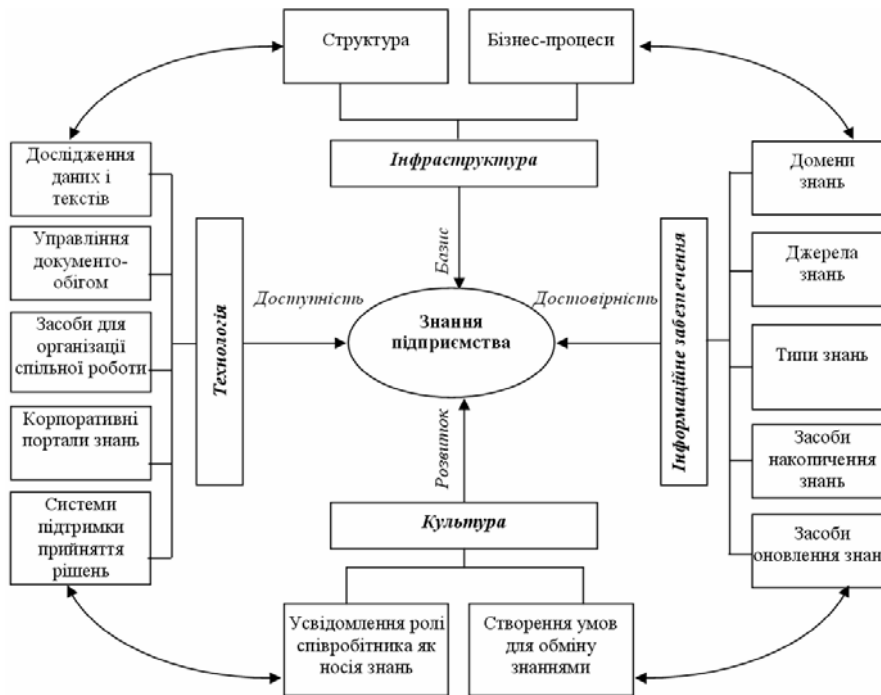 Структура
Бізнес-процеси
Інфраструктура
Базис
Дослідження
даних і
текстів
Управління
документо-
обігом
Засоби для
організації
спільної роботи
Корпоративні
портали знань
Системи
підтримки
прийняття
рішень
Технологія
Доступність
Знання
підприємства
Достовірність
Інформаційне забезпечення
Домени
знань
Джерела
знань
Типи знань
Засоби
накопичення
знань
Засоби
оновлення знан
Розвиток
Культура
Усвідомлення ролі
співробітника як
носія знань
Створення умов
для обміну
знаннями